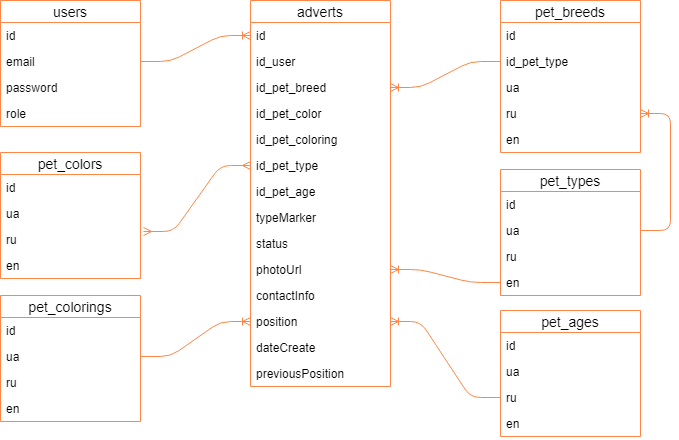 users
id
email
password
role
pet_colors
id
ua
ru
en
pet_colorings
id
ua
ru
en
adverts
id
id_user
id_pet_breed
id_pet_color
id_pet_coloring
id_pet_type
id_pet_age
typeMarker
status
photoUrl
contactInfo
position
dateCreate
previousPosition
pet_breeds
id
id_pet_type
ua
ru
en
pet_types
id
ua
ru
en
pet_ages
id
ua
ru
en